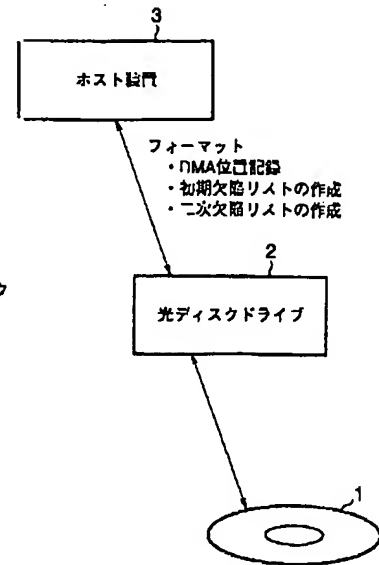 3
ホスト装置
フォーマット
・DMA位置記録
・初期欠陥リストの作成
・二次欠陥リストの作成
2
ク
光ディスクドライブ
1